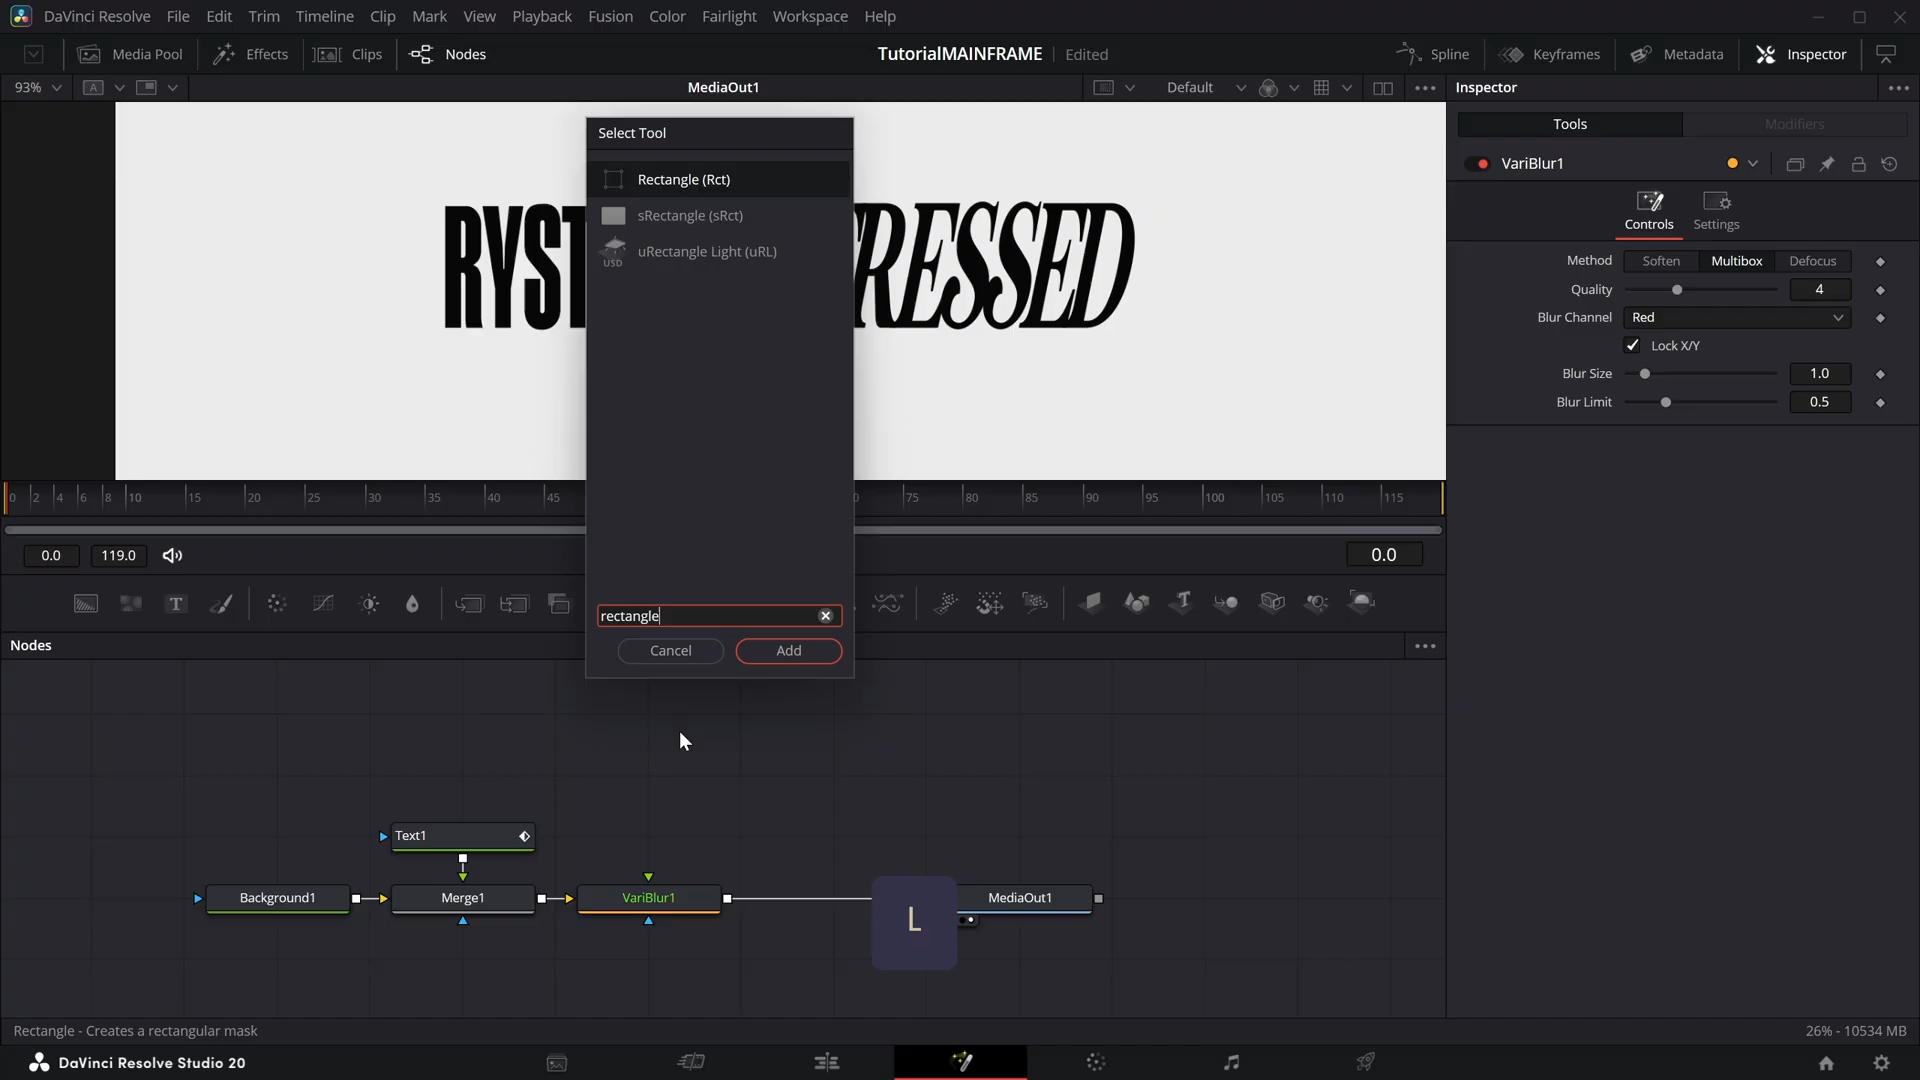 DaVinci Resolve File Edit Trim Timeline Clip Mark View Playback Fusion Color Fairlight Workspace Help
Media Pool Effects Clips Nodes TutorialMAINFRAME Edited Spline Keyframes Metadata Inspector
93% A MediaOut1 Default Inspector
Select Tool
Tools Modifiers
Rectangle (Rct)
sRectangle (sRct)
USD uRectangle Light (uRL)
RYST RESSED
VariBlur1
Controls Settings
Method Soften Multibox Defocus
Quality 4
Blur Channel Red
Lock X/Y
Blur Size 1.0
Blur Limit 0.5
0 2 4 6 8 10 15 20 25 30 35 40 45 75 80 85 90 95 100 105 110 115
0.0 119.0 0.0
T T
rectangle
Cancel Add
Nodes
Text1
Background1 Merge1 VariBlur1 L MediaOut1
Rectangle - Creates a rectangular mask 26% - 10534 MB
DaVinci Resolve Studio 20